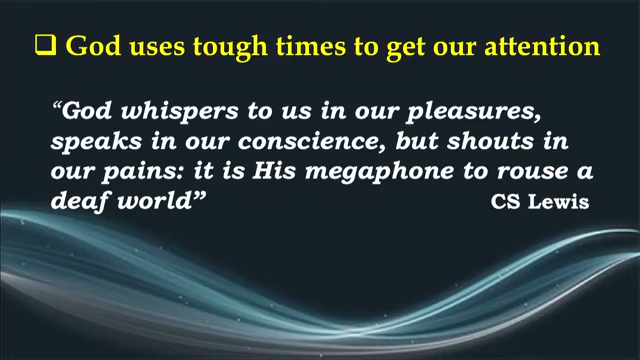 ❑ God uses tough times to get our attention
“God whispers to us in our pleasures,
speaks in our conscience, but shouts in
our pains: it is His megaphone to rouse a
deaf world” CS Lewis